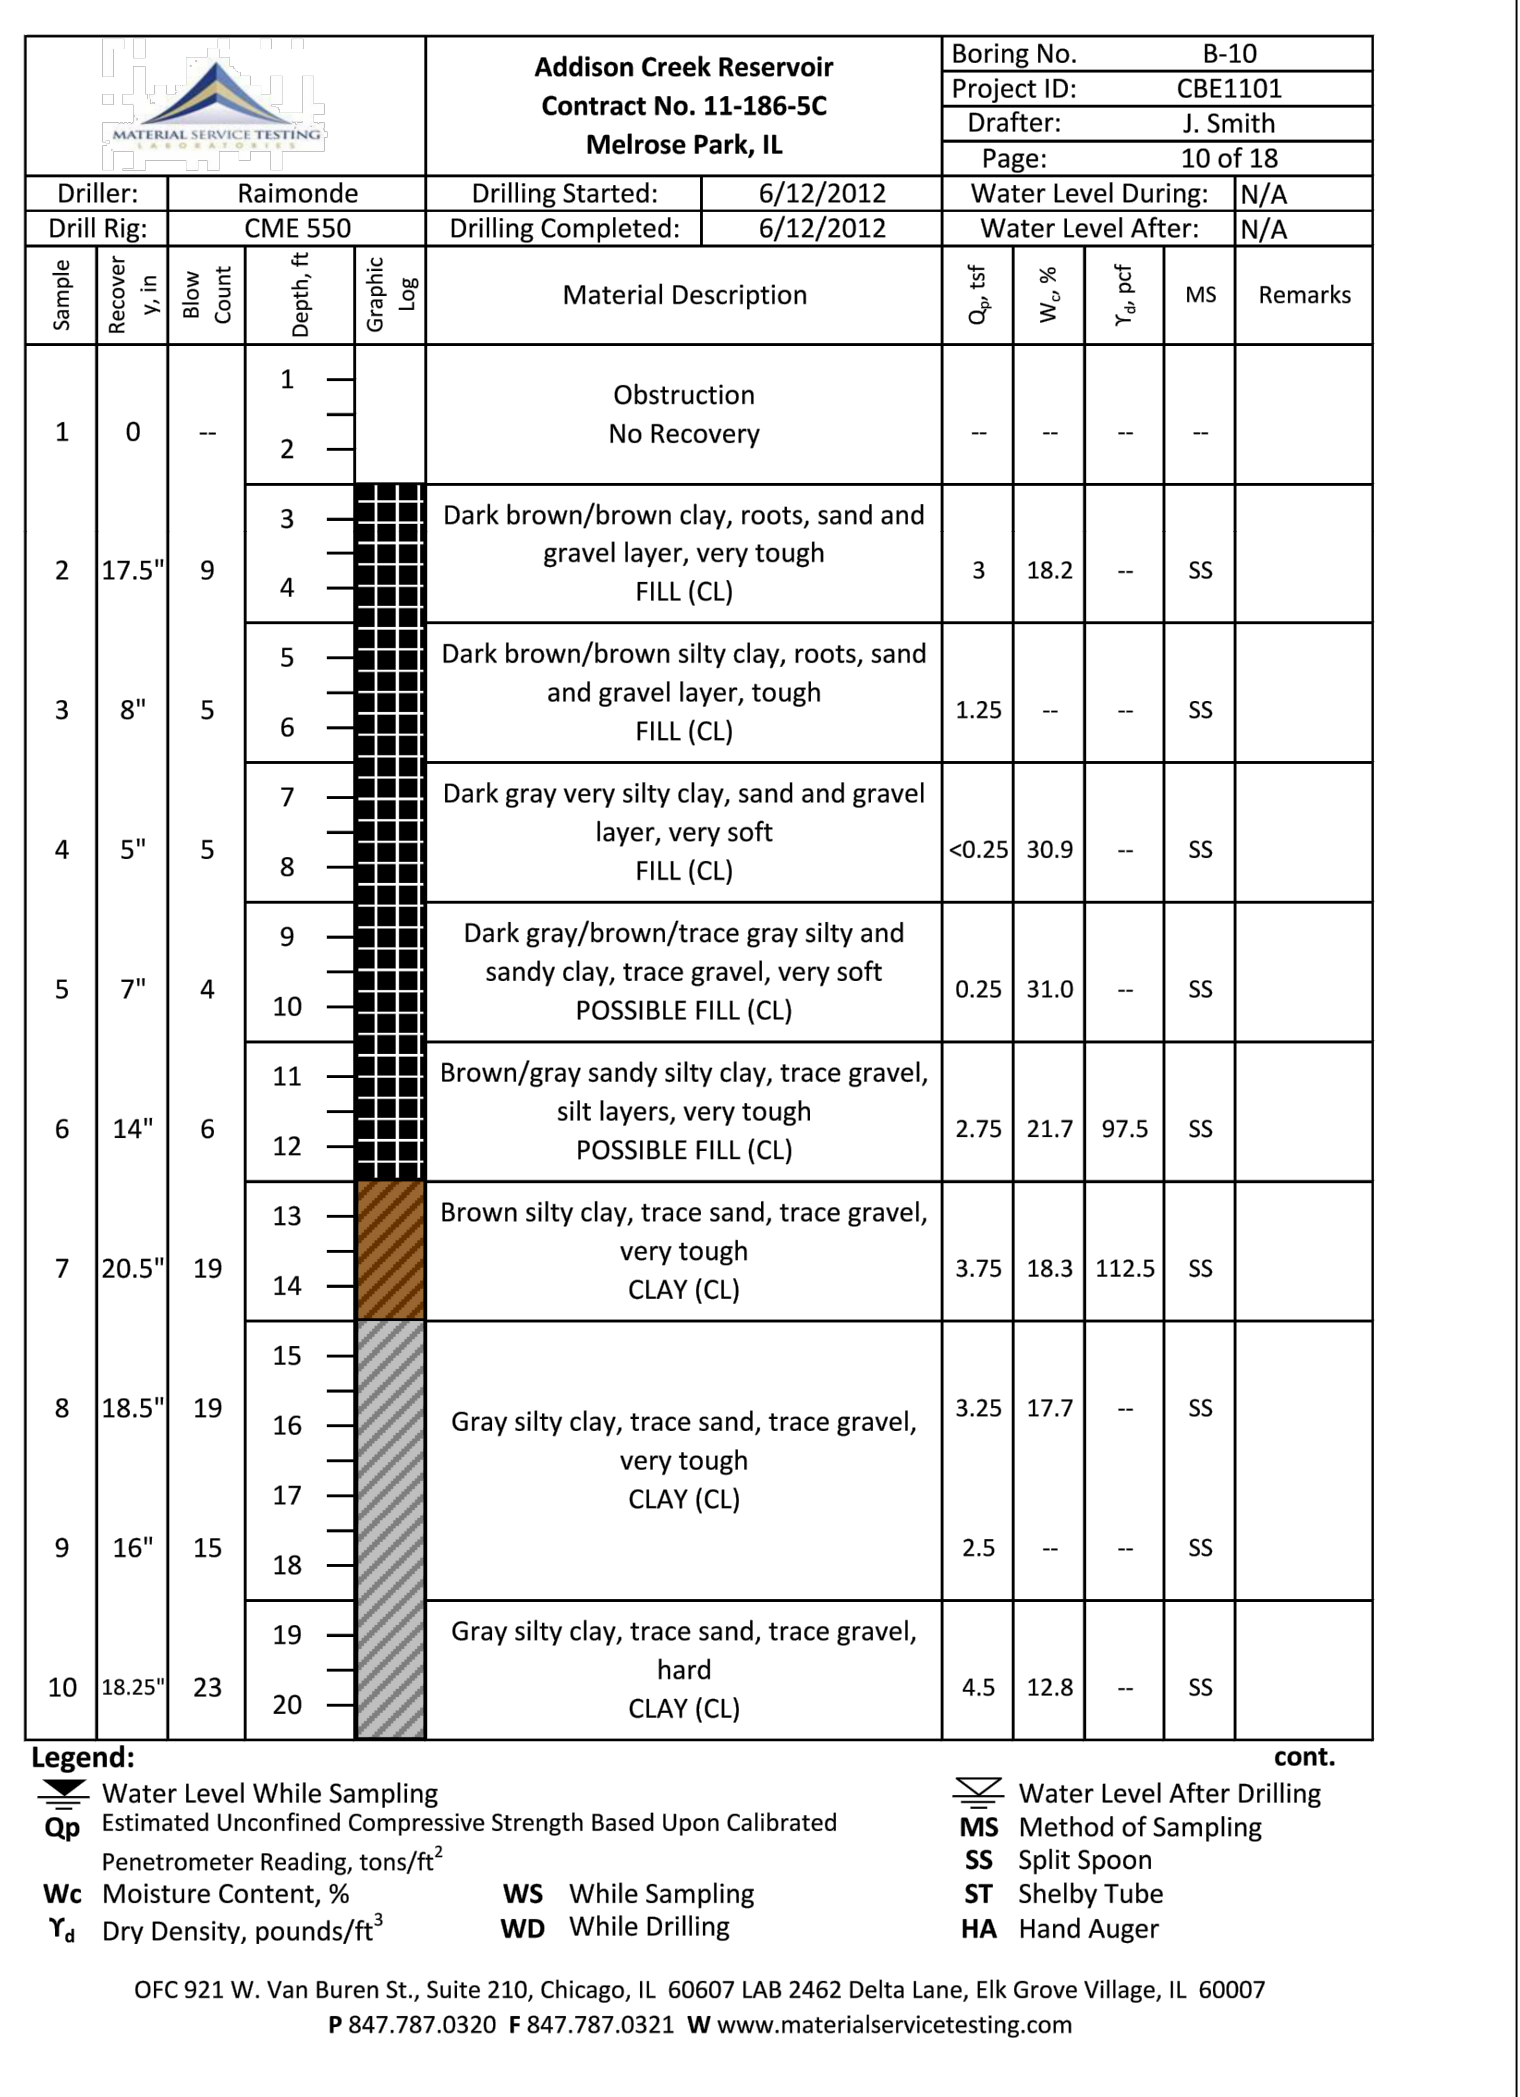 MATERIAL SERVICE TESTING
LABORATORIES
Addison Creek Reservoir
Contract No. 11-186-5C
Melrose Park, IL
Boring No. B-10
Project ID: CBE1101
Drafter: J. Smith
Page: 10 of 18
Driller: Raimonde Drilling Started: 6/12/2012 Water Level During: N/A
Drill Rig: CME 550 Drilling Completed: 6/12/2012 Water Level After: N/A
Sample
Recover
y, in
Blow
Count
Depth, ft
Graphic
Log
Material Description
Qp, tsf
Wc, %
ϒd, pcf
MS
Remarks
1
Obstruction
1 0 -- No Recovery -- -- -- --
2
3
Dark brown/brown clay, roots, sand and
gravel layer, very tough
2 17.5" 9 3 18.2 -- SS
4
FILL (CL)
5
Dark brown/brown silty clay, roots, sand
and gravel layer, tough
3 8" 5 1.25 -- -- SS
6
FILL (CL)
7
Dark gray very silty clay, sand and gravel
layer, very soft
4 5" 5 <0.25 30.9 -- SS
8
FILL (CL)
9
Dark gray/brown/trace gray silty and
sandy clay, trace gravel, very soft
5 7" 4 0.25 31.0 -- SS
10
POSSIBLE FILL (CL)
11
Brown/gray sandy silty clay, trace gravel,
silt layers, very tough
6 14" 6 2.75 21.7 97.5 SS
12
POSSIBLE FILL (CL)
13
Brown silty clay, trace sand, trace gravel,
very tough
7 20.5" 19 3.75 18.3 112.5 SS
14
CLAY (CL)
15
8 18.5" 19 3.25 17.7 -- SS
16
Gray silty clay, trace sand, trace gravel,
very tough
17
CLAY (CL)
9 16" 15 2.5 -- -- SS
18
19
Gray silty clay, trace sand, trace gravel,
hard
10 18.25" 23 4.5 12.8 -- SS
20
CLAY (CL)
Legend: cont.
Water Level While Sampling
Water Level After Drilling
Qp Estimated Unconfined Compressive Strength Based Upon Calibrated
Penetrometer Reading, tons/ft²
MS Method of Sampling
SS Split Spoon
Wc Moisture Content, % WS While Sampling ST Shelby Tube
ϒd Dry Density, pounds/ft³ WD While Drilling HA Hand Auger
OFC 921 W. Van Buren St., Suite 210, Chicago, IL 60607 LAB 2462 Delta Lane, Elk Grove Village, IL 60007
P 847.787.0320 F 847.787.0321 W www.materialservicetesting.com